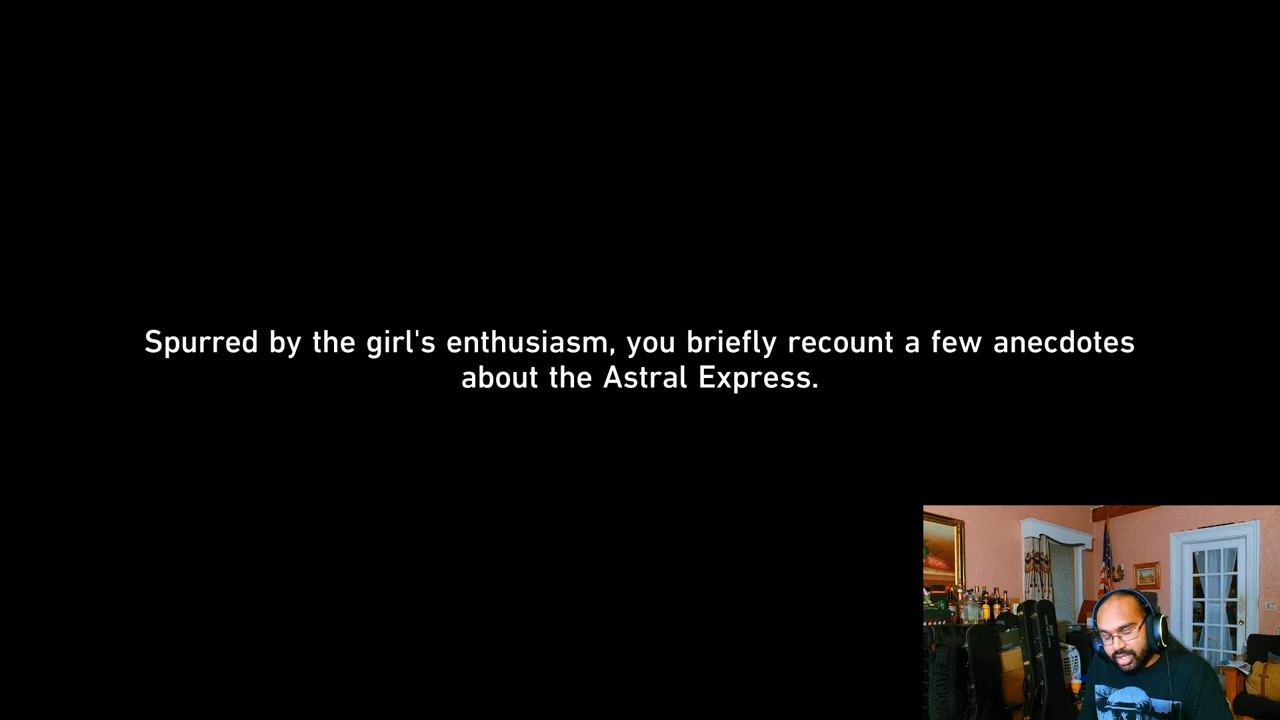 Spurred by the girl's enthusiasm, you briefly recount a few anecdotes
about the Astral Express.